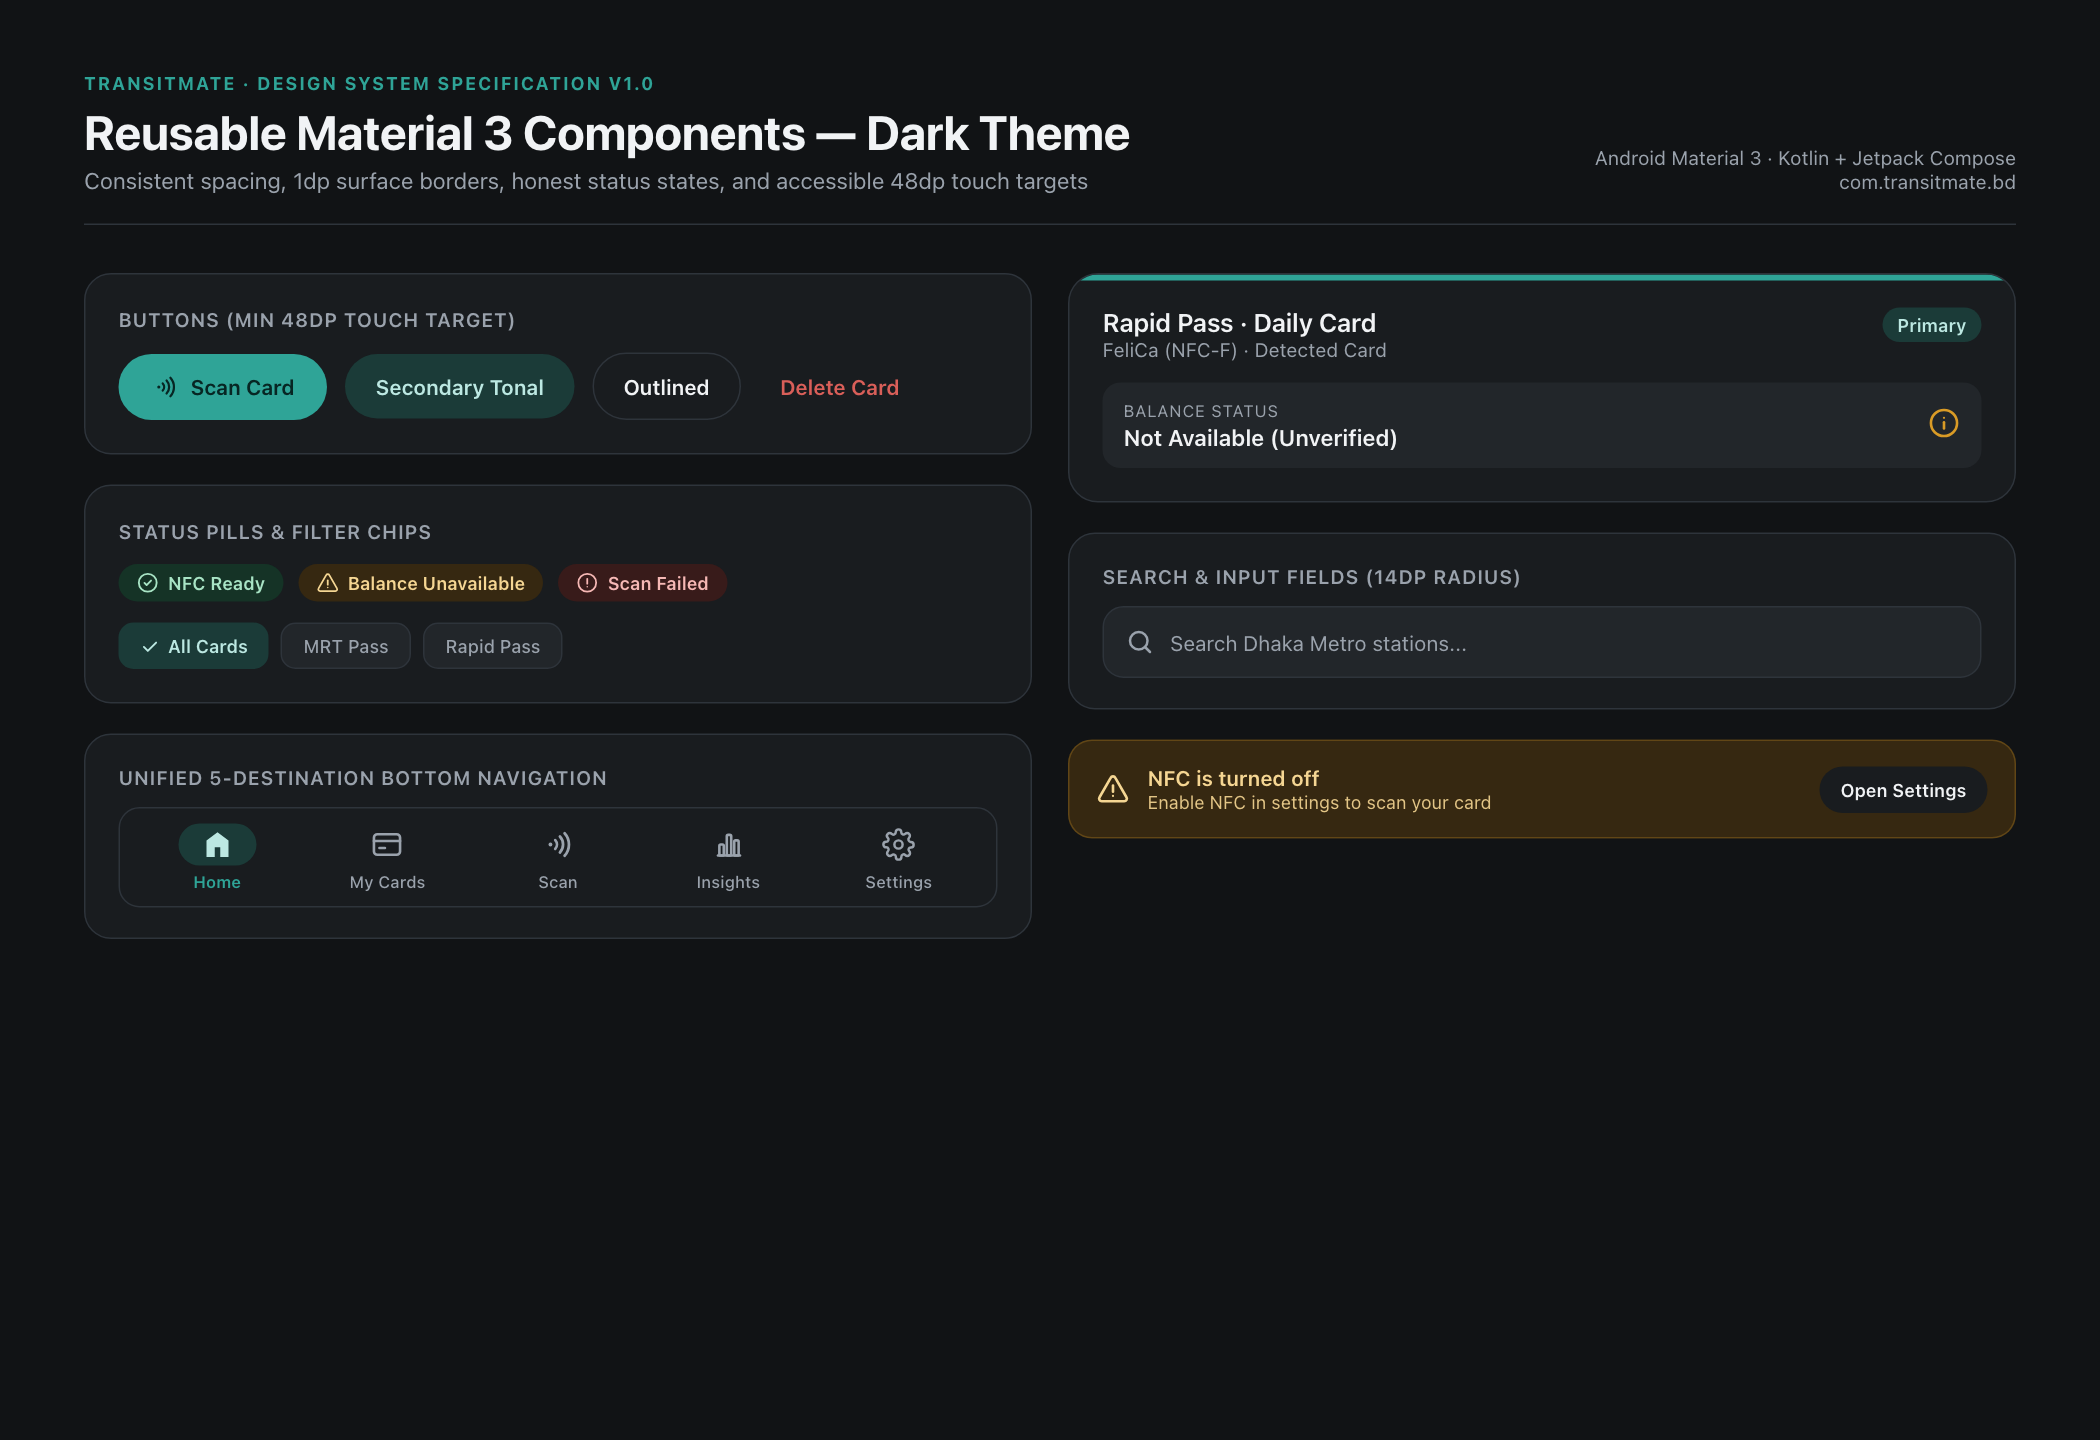 TRANSITMATE · DESIGN SYSTEM SPECIFICATION V1.0
Reusable Material 3 Components — Dark Theme
Consistent spacing, 1dp surface borders, honest status states, and accessible 48dp touch targets
Android Material 3 · Kotlin + Jetpack Compose
com.transitmate.bd
BUTTONS (MIN 48DP TOUCH TARGET)
Scan Card
Secondary Tonal
Outlined
Delete Card
STATUS PILLS & FILTER CHIPS
NFC Ready
Balance Unavailable
Scan Failed
All Cards
MRT Pass
Rapid Pass
UNIFIED 5-DESTINATION BOTTOM NAVIGATION
Home
My Cards
Scan
Insights
Settings
Rapid Pass · Daily Card
Primary
FeliCa (NFC-F) · Detected Card
BALANCE STATUS
Not Available (Unverified)
SEARCH & INPUT FIELDS (14DP RADIUS)
Search Dhaka Metro stations...
NFC is turned off
Enable NFC in settings to scan your card
Open Settings